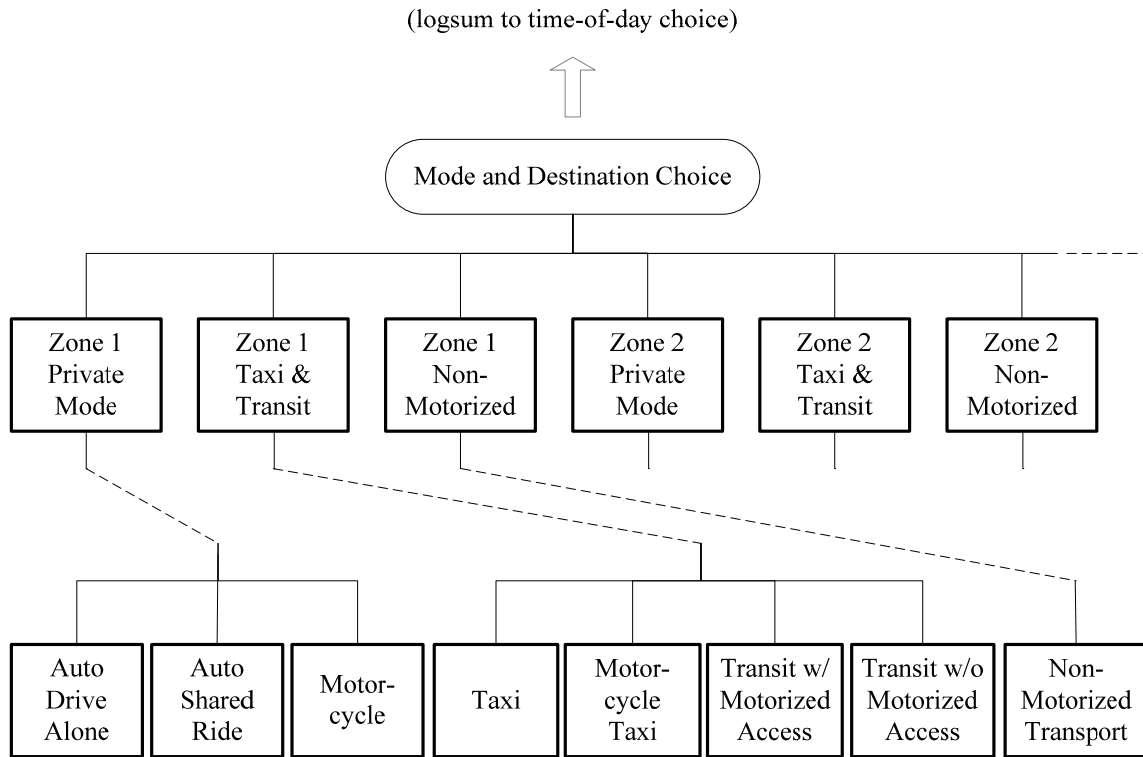 (logsum to time-of-day choice)
Mode and Destination Choice
Zone 1
Private
Mode
Zone 1
Taxi &
Transit
Zone 1
Non-
Motorized
Zone 2
Private
Mode
Zone 2
Taxi &
Transit
Zone 2
Non-
Motorized
Auto
Drive
Alone
Auto
Shared
Ride
Motor-
cycle
Taxi
Motor-
cycle
Taxi
Transit w/
Motorized
Access
Transit w/o
Motorized
Access
Non-
Motorized
Transport